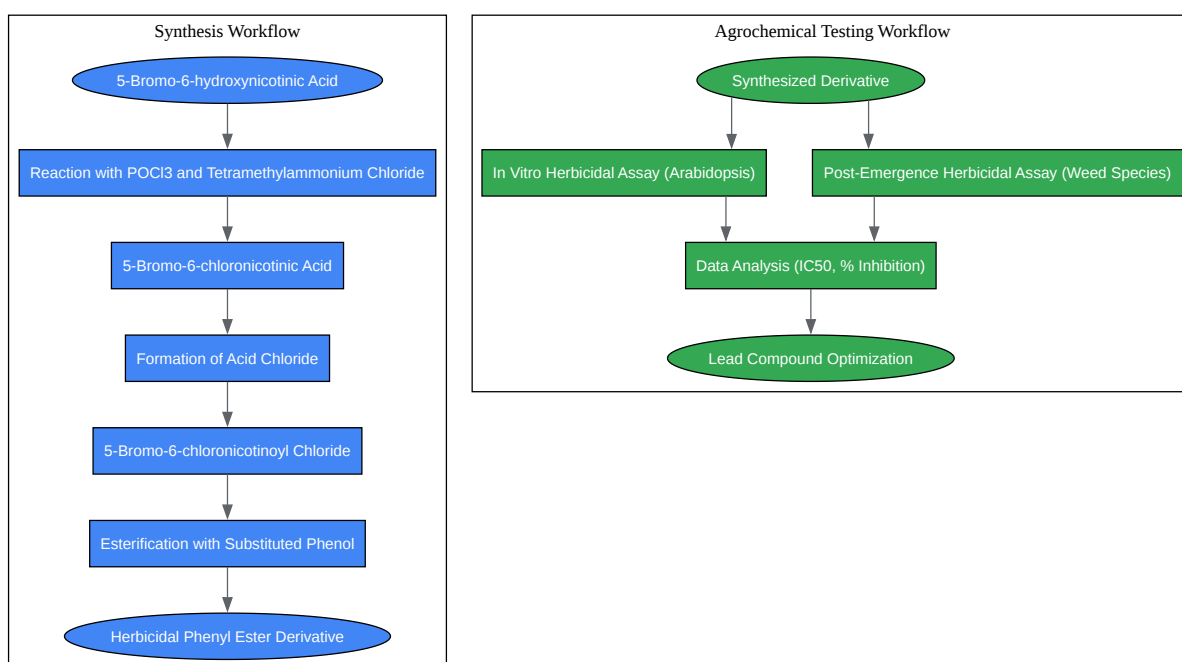 Synthesis Workflow
5-Bromo-6-hydroxynicotinic Acid
Reaction with POCl3 and Tetramethylammonium Chloride
5-Bromo-6-chloronicotinic Acid
Formation of Acid Chloride
5-Bromo-6-chloronicotinoyl Chloride
Esterification with Substituted Phenol
Herbicidal Phenyl Ester Derivative
Agrochemical Testing Workflow
Synthesized Derivative
In Vitro Herbicidal Assay (Arabidopsis)
Post-Emergence Herbicidal Assay (Weed Species)
Data Analysis (IC50, % Inhibition)
Lead Compound Optimization